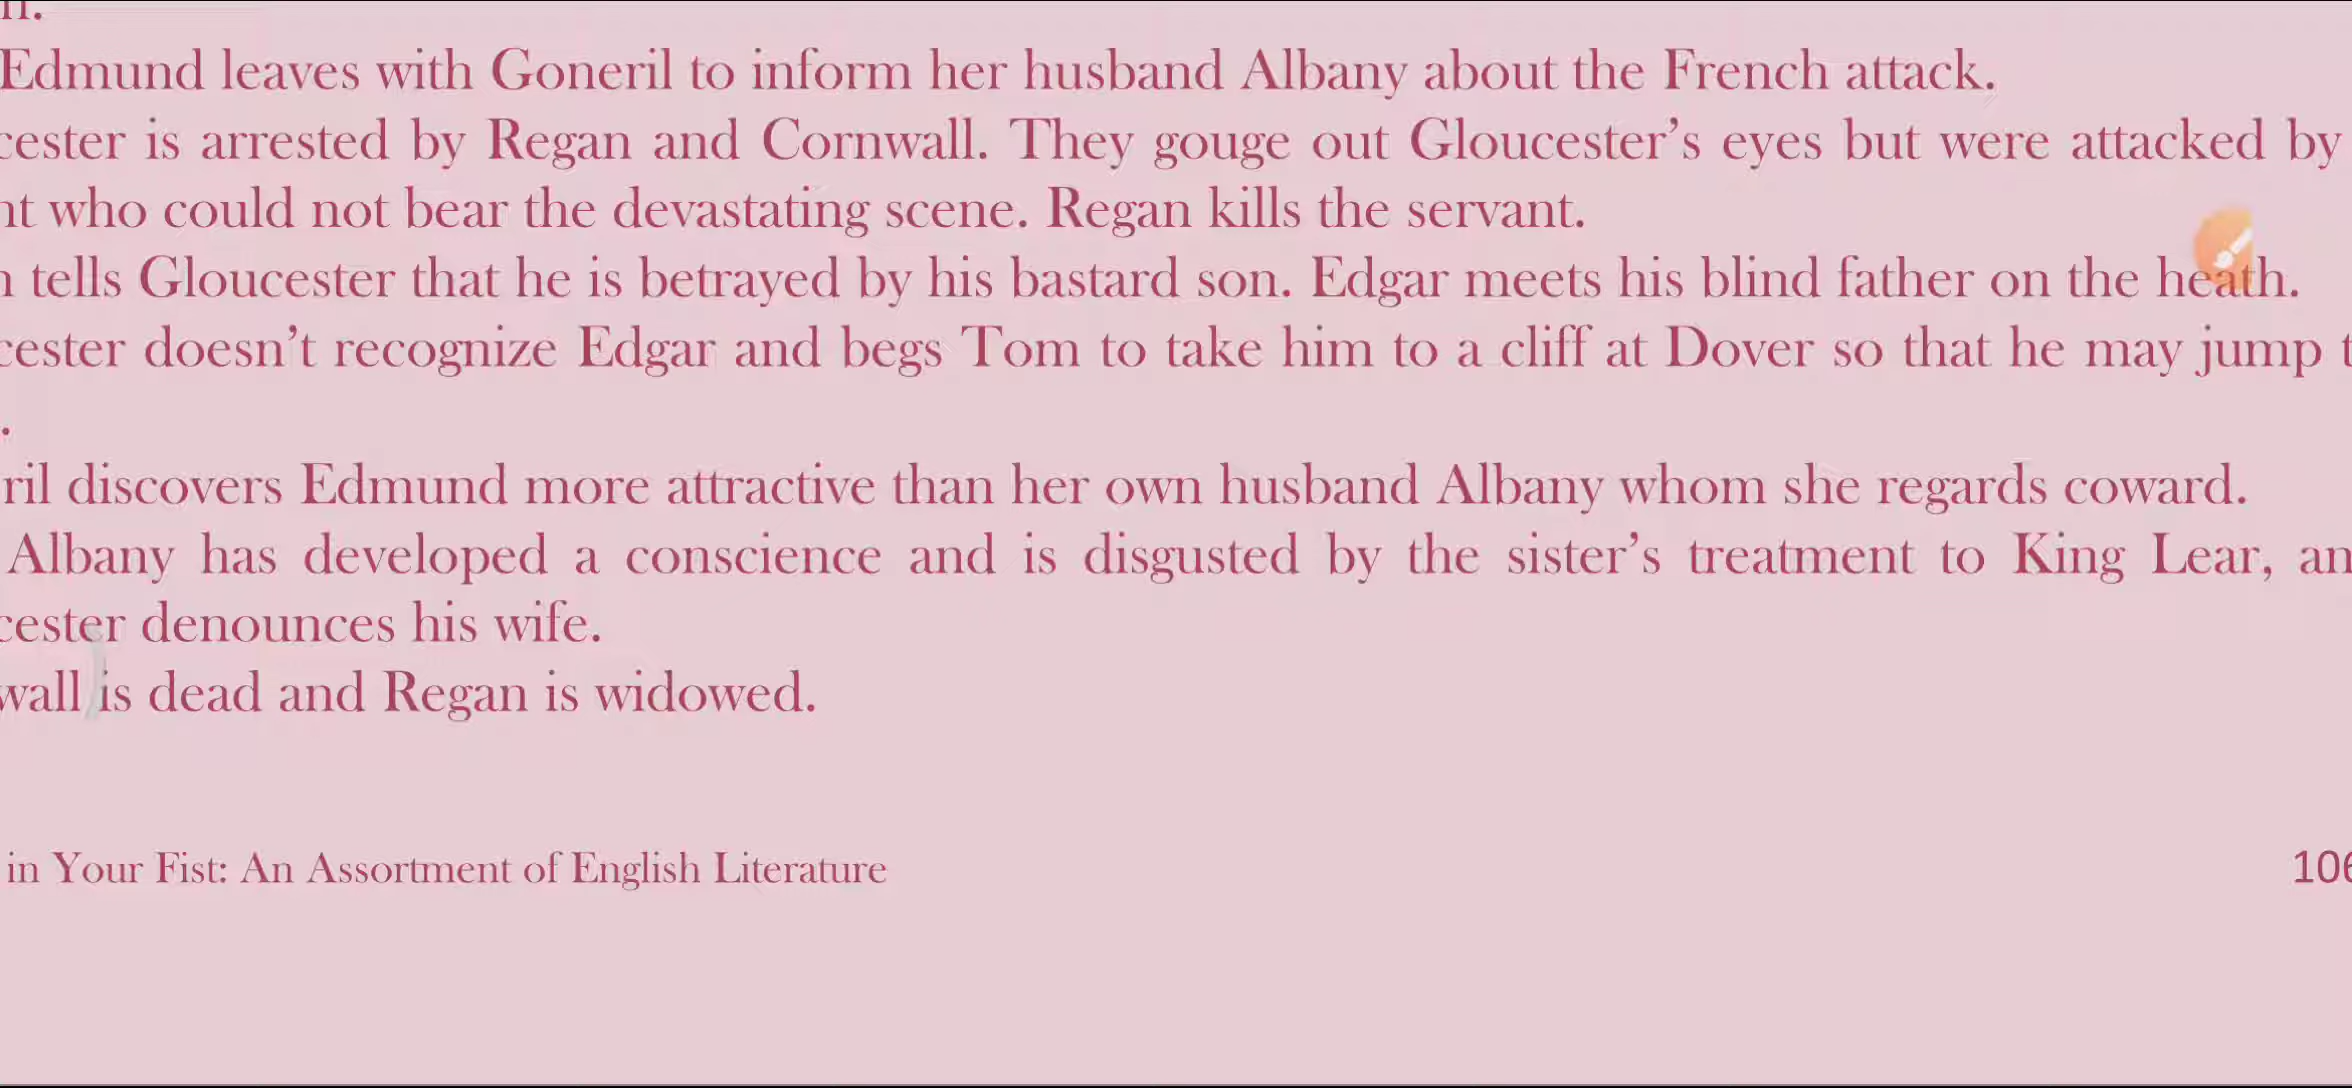 n.
Edmund leaves with Goneril to inform her husband Albany about the French attack.
cester is arrested by Regan and Cornwall. They gouge out Gloucester’s eyes but were attacked by
nt who could not bear the devastating scene. Regan kills the servant.
n tells Gloucester that he is betrayed by his bastard son. Edgar meets his blind father on the heath.
cester doesn’t recognize Edgar and begs Tom to take him to a cliff at Dover so that he may jump t
.
ril discovers Edmund more attractive than her own husband Albany whom she regards coward.
Albany has developed a conscience and is disgusted by the sister’s treatment to King Lear, an
cester denounces his wife.
wall is dead and Regan is widowed.
in Your Fist: An Assortment of English Literature
106